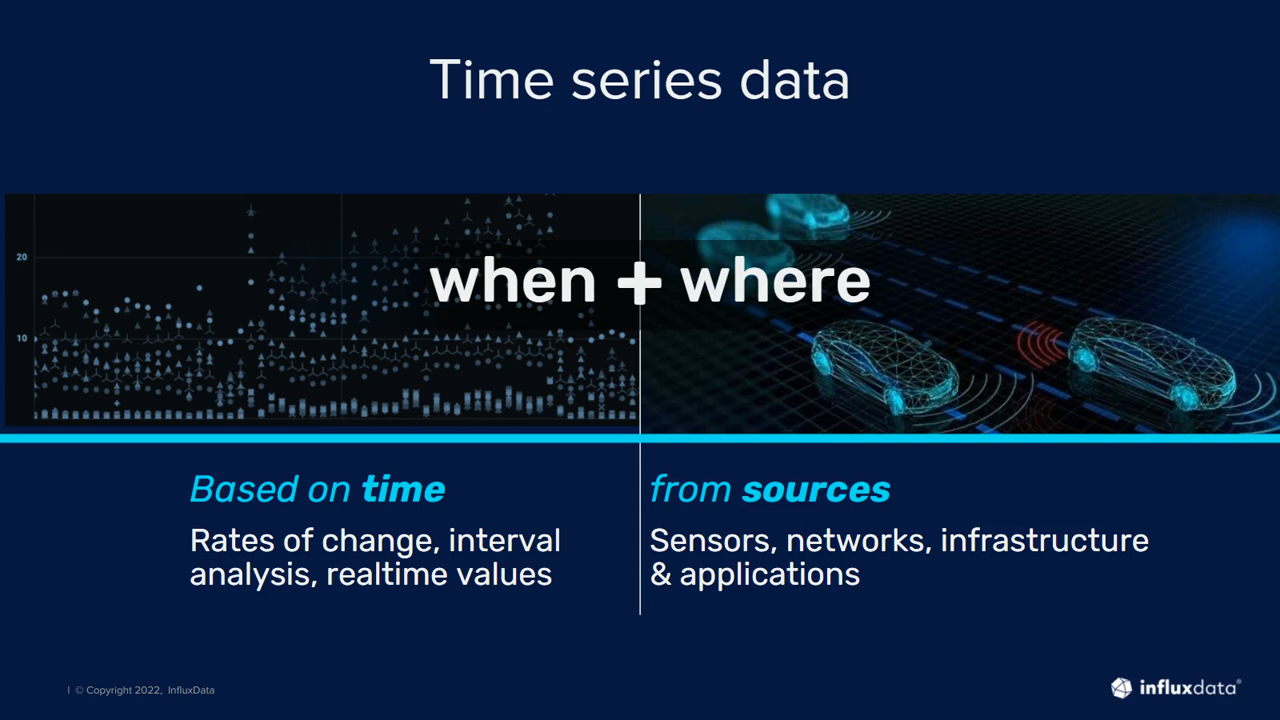 Time series data
20
10
when + where
Based on time
Rates of change, interval
analysis, realtime values
from sources
Sensors, networks, infrastructure
& applications
| © Copyright 2022, InfluxData
influxdata®